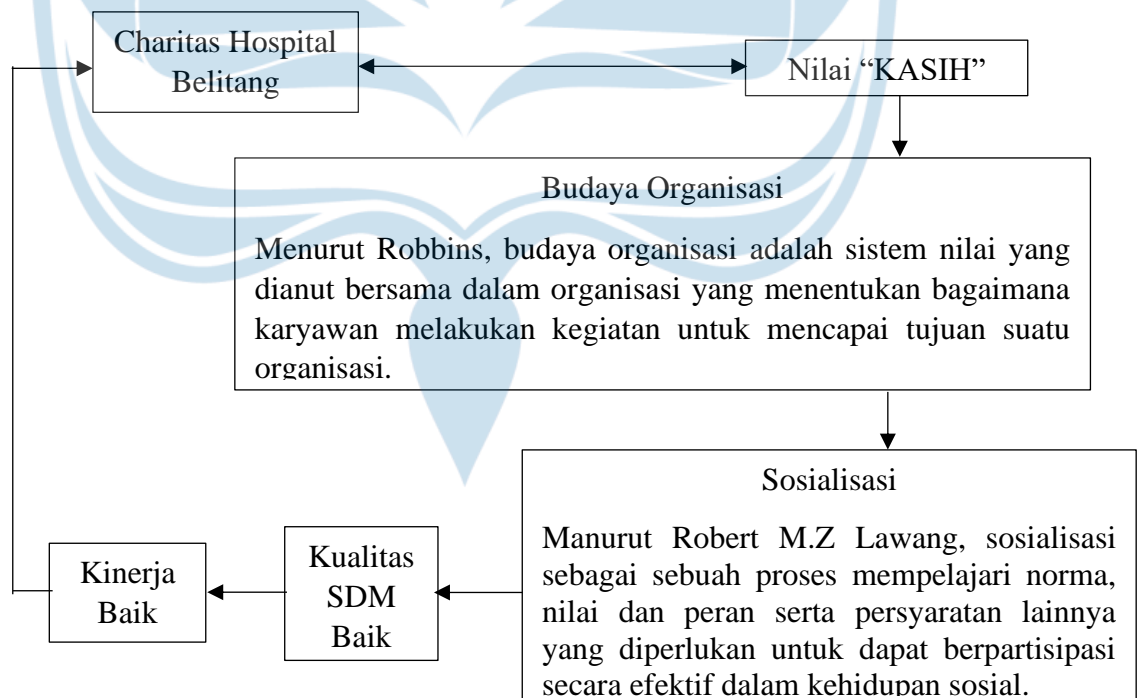 Charitas Hospital
Belitang
Nilai “KASIH”
Budaya Organisasi
Menurut Robbins, budaya organisasi adalah sistem nilai yang
dianut bersama dalam organisasi yang menentukan bagaimana
karyawan melakukan kegiatan untuk mencapai tujuan suatu
organisasi.
Sosialisasi
Manurut Robert M.Z Lawang, sosialisasi
sebagai sebuah proses mempelajari norma,
nilai dan peran serta persyaratan lainnya
yang diperlukan untuk dapat berpartisipasi
secara efektif dalam kehidupan sosial.
Kualitas
SDM
Baik
Kinerja
Baik